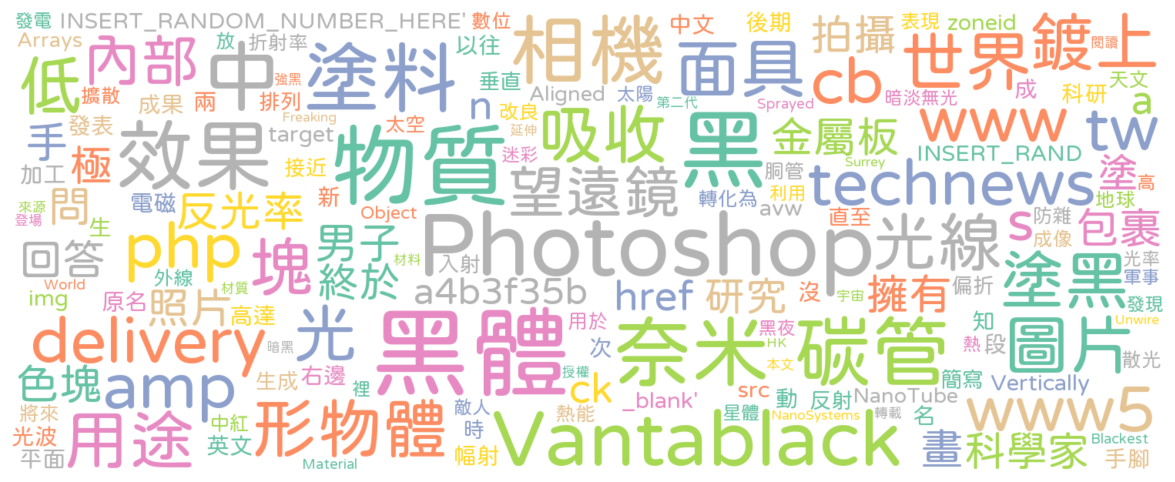 發電 INSERT_RANDOM_NUMBER_HERE' 數位 中文 後期 表現 zoneid
Arrays 內部 放 折射率 以往 相機 面具 拍攝 世界 鍍上 閱讀
低 中 塗料 垂直 Aligned 太陽 第二代 cb 暗淡無光 成 天文
擴散 成果 兩 排列 強黑 n 改良 Sprayed 科研 a
手 發表 Freaking 太空 延伸 吸收 黑 金屬板 www tw
極 效果 target 物質 迷彩 Surrey INSERT_RAND
加工 接近 望遠鏡 胴管 利用 technews 塗 高
來源 登場 生 問 電磁 反光率 新 Object 轉化為 avw 直至 地球
回答 php 塊 男子 Photoshop 光線 s 防雜 成像 包裹
外線 終於 材料 入射 偏折 光率 軍事
World img 原名 材質 a4b3f35b href 研究 沒 宇宙 擁有 塗黑 發現
照片 高達 黑體 用於 奈米 黑夜 碳管 知 Unwire
delivery 光 暗黑 次 HK 熱 段 圖片 散光
色塊 amp 生成 右邊 裡 授權 本文 簡寫 Vertically
ck _blank' src 動 反射 NanoTube
將來 用途 中紅 形物體 敵人 熱能 星體 NanoSystems 轉載 名 www5
光波 英文 時 Vantablack 畫 科學家 Blackest
平面 Material 幅射 手腳